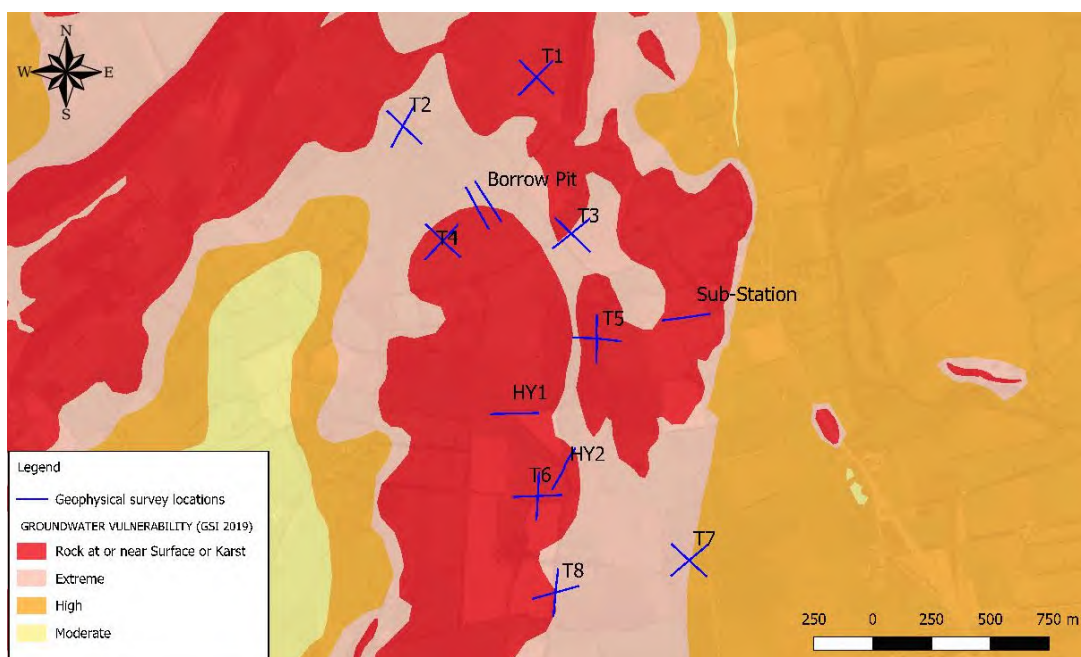 N
W E
S
T1
T2
Borrow Pit
T3
T4
Sub-Station
T5
HY1
HY2
T6
T7
T8
Legend
Geophysical survey locations
GROUNDWATER VULNERABILITY (GSI 2019)
Rock at or near Surface or Karst
Extreme
High
Moderate
250 0 250 500 750 m